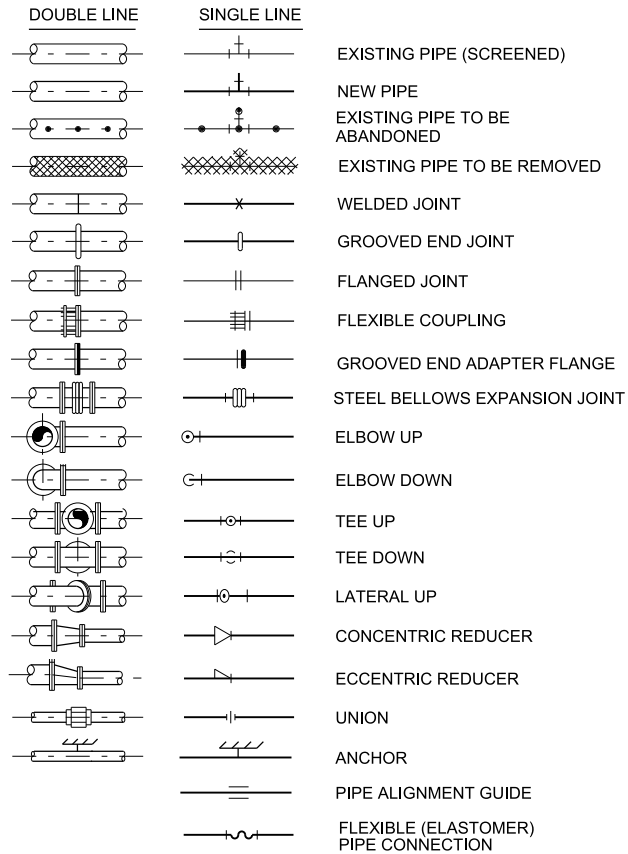 DOUBLE LINE
SINGLE LINE
EXISTING PIPE (SCREENED)
NEW PIPE
EXISTING PIPE TO BE
ABANDONED
EXISTING PIPE TO BE REMOVED
WELDED JOINT
GROOVED END JOINT
FLANGED JOINT
FLEXIBLE COUPLING
GROOVED END ADAPTER FLANGE
STEEL BELLOWS EXPANSION JOINT
ELBOW UP
ELBOW DOWN
TEE UP
TEE DOWN
LATERAL UP
CONCENTRIC REDUCER
ECCENTRIC REDUCER
UNION
ANCHOR
PIPE ALIGNMENT GUIDE
FLEXIBLE (ELASTOMER)
PIPE CONNECTION